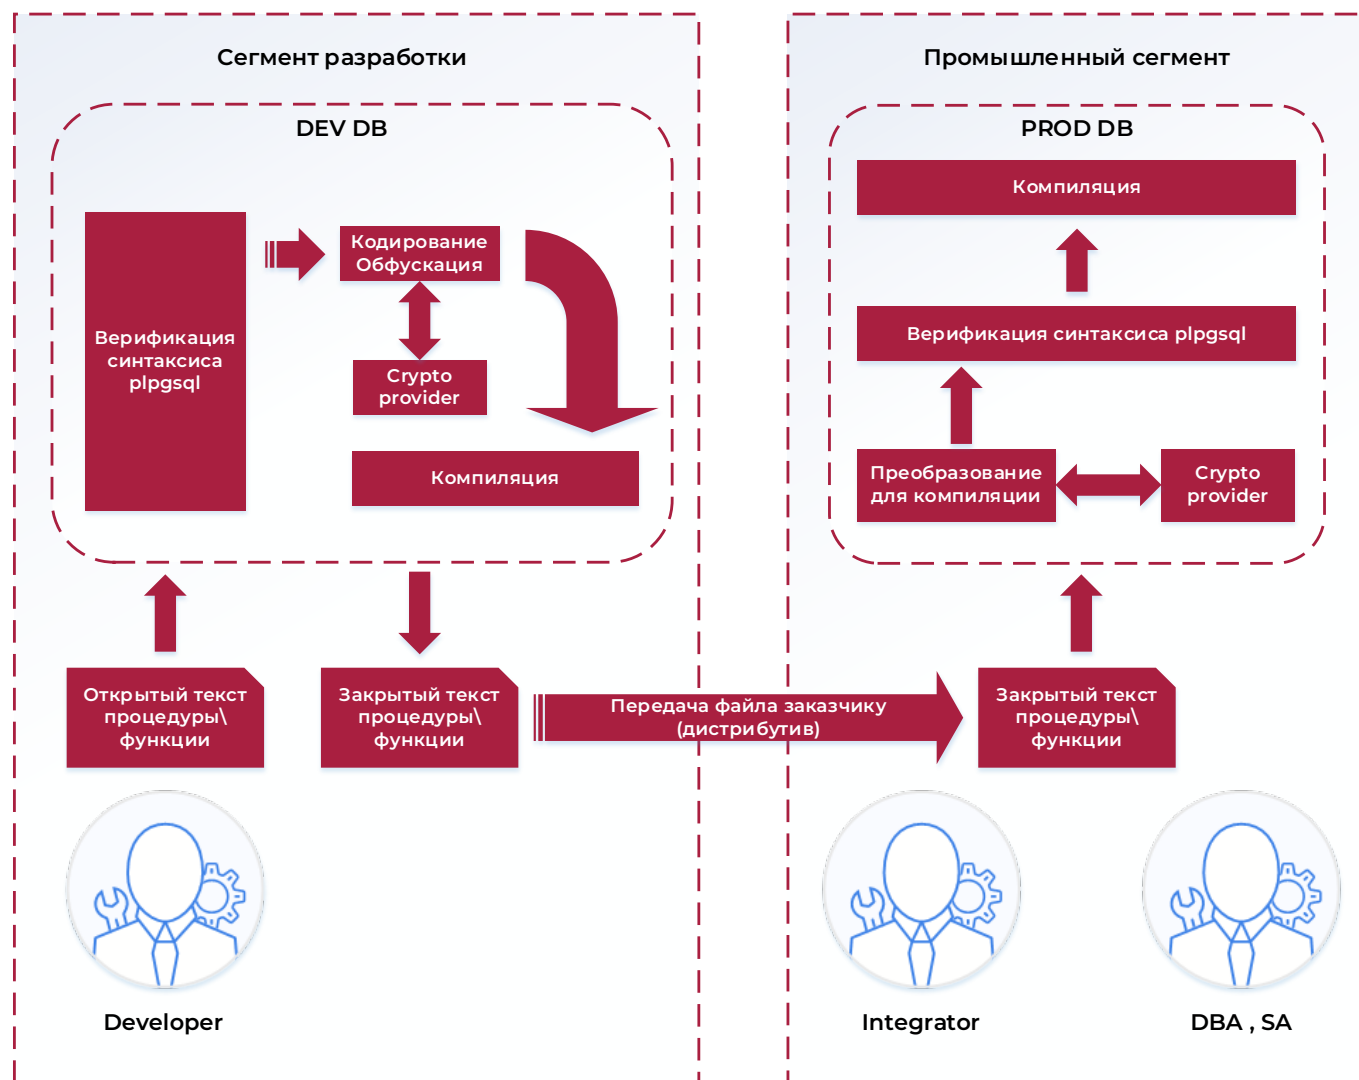 Сегмент разработки
DEV DB
Верификация
синтаксиса
plpgsql
Кодирование
Обфускация
Crypto
provider
Компиляция
Открытый текст
процедуры\
функции
Закрытый текст
процедуры\
функции
Передача файла заказчику
(дистрибутив)
Developer
Промышленный сегмент
PROD DB
Компиляция
Верификация синтаксиса plpgsql
Преобразование
для компиляции
Crypto
provider
Закрытый текст
процедуры\
функции
Integrator
DBA , SA